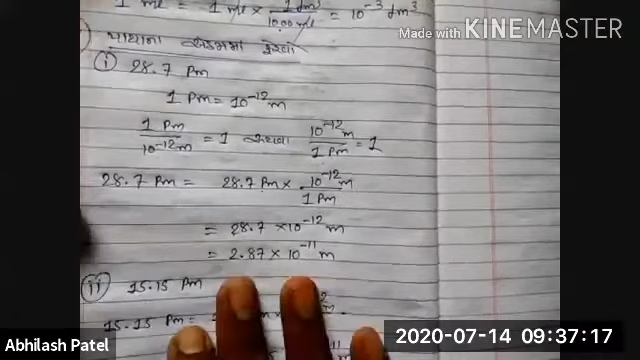 1 ml = 1 ml × 1 dm³ / 1000 ml = 10⁻³ dm³
Made with KINEMASTER
(i) 28.7 Pm
1 Pm = 10⁻¹² m
1 Pm / 10⁻¹² m = 1 અથવા 10⁻¹² m / 1 Pm = 1
28.7 Pm = 28.7 Pm × 10⁻¹² m / 1 Pm
= 28.7 × 10⁻¹² m
= 2.87 × 10⁻¹¹ m
(ii) 15.15 Pm
15.15 Pm =
Abhilash Patel
2020-07-14 09:37:17